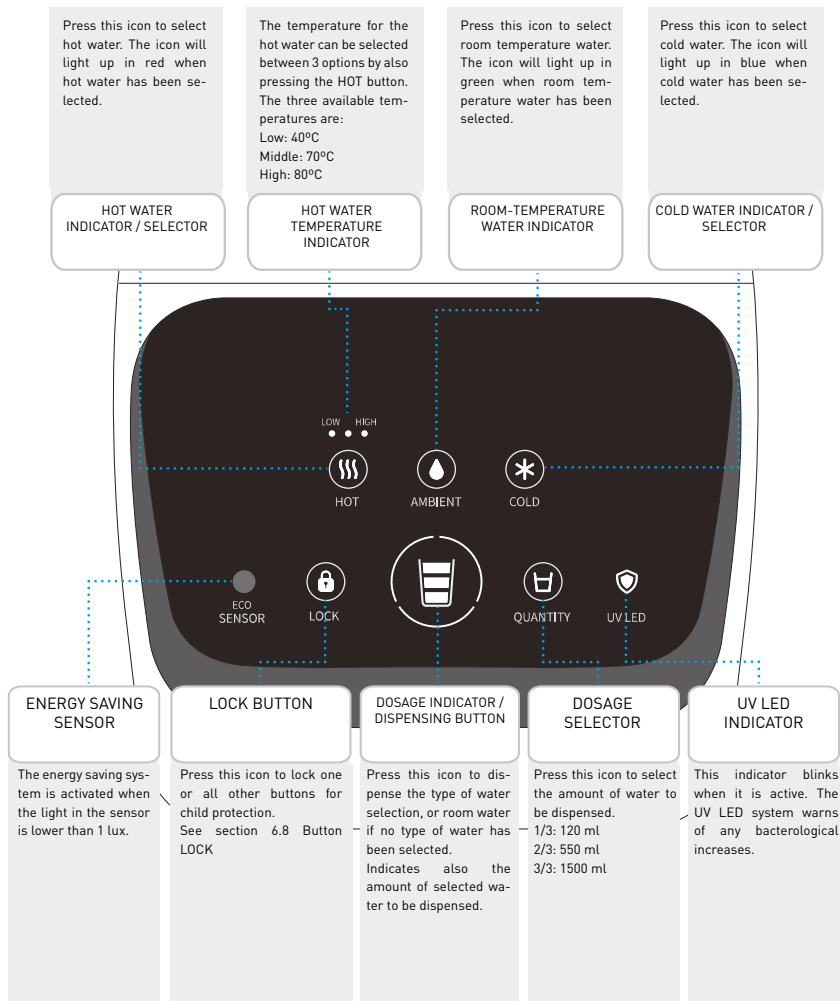 Press this icon to select
hot water. The icon will
light up in red when
hot water has been se-
lected.
The temperature for the
hot water can be selected
between 3 options by also
pressing the HOT button.
The three available tem-
peratures are:
Low: 40ºC
Middle: 70ºC
High: 80ºC
Press this icon to select
room temperature water.
The icon will light up in
green when room tem-
perature water has been
selected.
Press this icon to select
cold water. The icon will
light up in blue when
cold water has been se-
lected.
HOT WATER
INDICATOR / SELECTOR
HOT WATER
TEMPERATURE
INDICATOR
ROOM-TEMPERATURE
WATER INDICATOR
COLD WATER INDICATOR /
SELECTOR
LOW HIGH
HOT
AMBIENT
COLD
ECO
SENSOR
LOCK
QUANTITY
UV LED
ENERGY SAVING
SENSOR
LOCK BUTTON
DOSAGE INDICATOR /
DISPENSING BUTTON
DOSAGE
SELECTOR
UV LED
INDICATOR
The energy saving sys-
tem is activated when
the light in the sensor
is lower than 1 lux.
Press this icon to lock one
or all other buttons for
child protection.
See section 6.8 Button
LOCK
Press this icon to dis-
pense the type of water
selection, or room water
if no type of water has
been selected.
Indicates also the
amount of selected wa-
ter to be dispensed.
Press this icon to select
the amount of water to
be dispensed.
1/3: 120 ml
2/3: 550 ml
3/3: 1500 ml
This indicator blinks
when it is active. The
UV LED system warns
of any bacterological
increases.